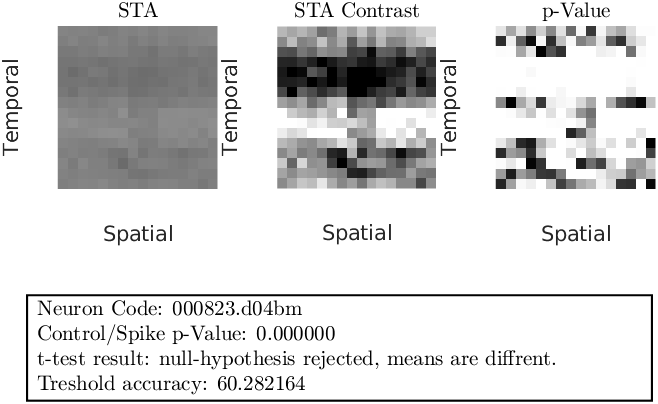 STA
STA Contrast
p-Value
Temporal
Temporal
Temporal
Spatial
Spatial
Spatial
Neuron Code: 000823.d04bm
Control/Spike p-Value: 0.000000
t-test result: null-hypothesis rejected, means are diffrent.
Treshold accuracy: 60.282164